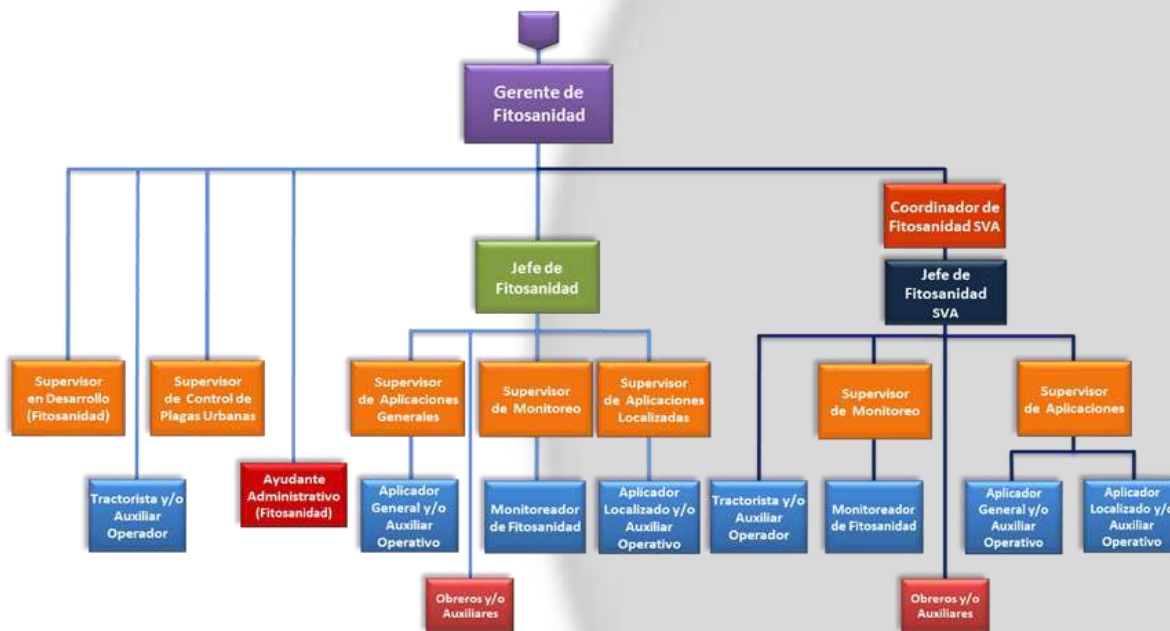 Gerente de
Fitosanidad
Coordinador de
Fitosanidad SVA
Jefe de
Fitosanidad
Jefe de
Fitosanidad
SVA
Supervisor
en Desarrollo
(Fitosanidad)
Supervisor
de Control de
Plagas Urbanas
Supervisor
de Aplicaciones
Generales
Supervisor
de Monitoreo
Supervisor
de Aplicaciones
Localizadas
Supervisor
de Monitoreo
Supervisor
de Aplicaciones
Tractorista y/o
Auxiliar
Operador
Ayudante
Administrativo
(Fitosanidad)
Aplicador
General y/o
Auxiliar
Operativo
Monitoreador
de Fitosanidad
Aplicador
Localizado y/o
Auxiliar
Operativo
Tractorista y/o
Auxiliar
Operador
Monitoreador
de Fitosanidad
Aplicador
General y/o
Auxiliar
Operativo
Aplicador
Localizado y/o
Auxiliar
Operativo
Obreros y/o
Auxiliares
Obreros y/o
Auxiliares